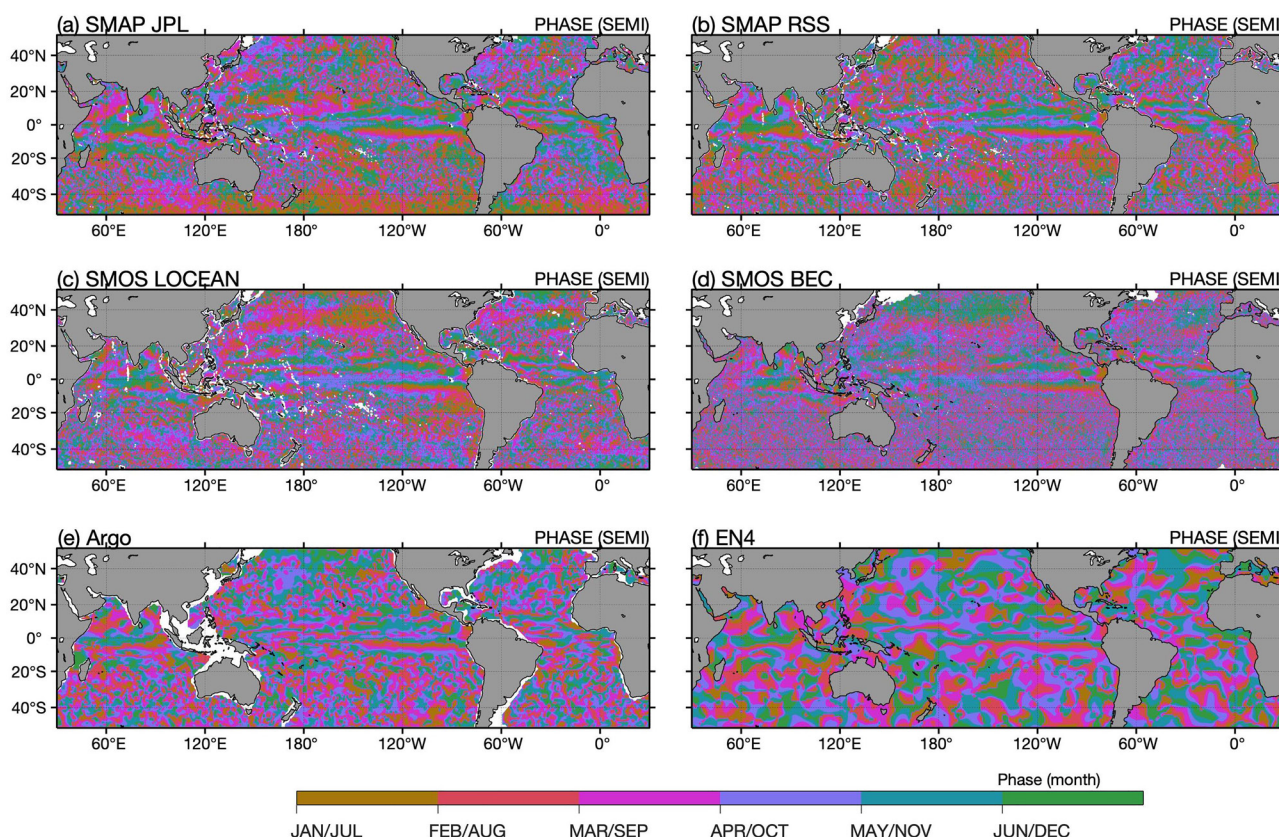 (a) SMAP JPL PHASE (SEMI) (b) SMAP RSS PHASE (SEMI)
40°N
20°N
0°
20°S
40°S
60°E 120°E 180° 120°W 60°W 0° 60°E 120°E 180° 120°W 60°W 0°
(c) SMOS LOCEAN PHASE (SEMI) (d) SMOS BEC PHASE (SEMI)
40°N
20°N
0°
20°S
40°S
60°E 120°E 180° 120°W 60°W 0° 60°E 120°E 180° 120°W 60°W 0°
(e) Argo PHASE (SEMI) (f) EN4 PHASE (SEMI)
40°N
20°N
0°
20°S
40°S
60°E 120°E 180° 120°W 60°W 0° 60°E 120°E 180° 120°W 60°W 0°
Phase (month)
JAN/JUL FEB/AUG MAR/SEP APR/OCT MAY/NOV JUN/DEC